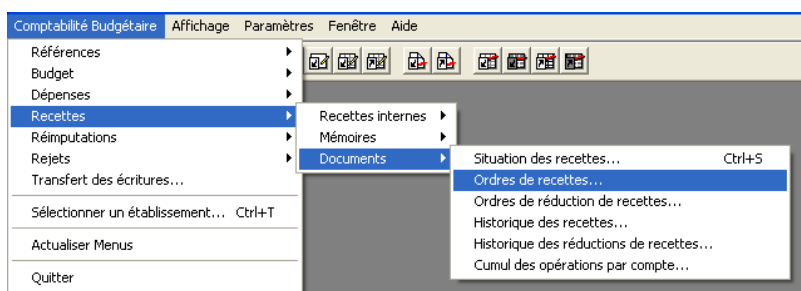 Comptabilité Budgétaire Affichage Paramètres Fenêtre Aide
Références
Budget
Dépenses
Recettes
Réimputations
Rejets
Transfert des écritures...
Sélectionner un établissement... Ctrl+T
Actualiser Menus
Quitter
Recettes internes
Mémoires
Documents
Situation des recettes... Ctrl+S
Ordres de recettes...
Ordres de réduction de recettes...
Historique des recettes...
Historique des réductions de recettes...
Cumul des opérations par compte...